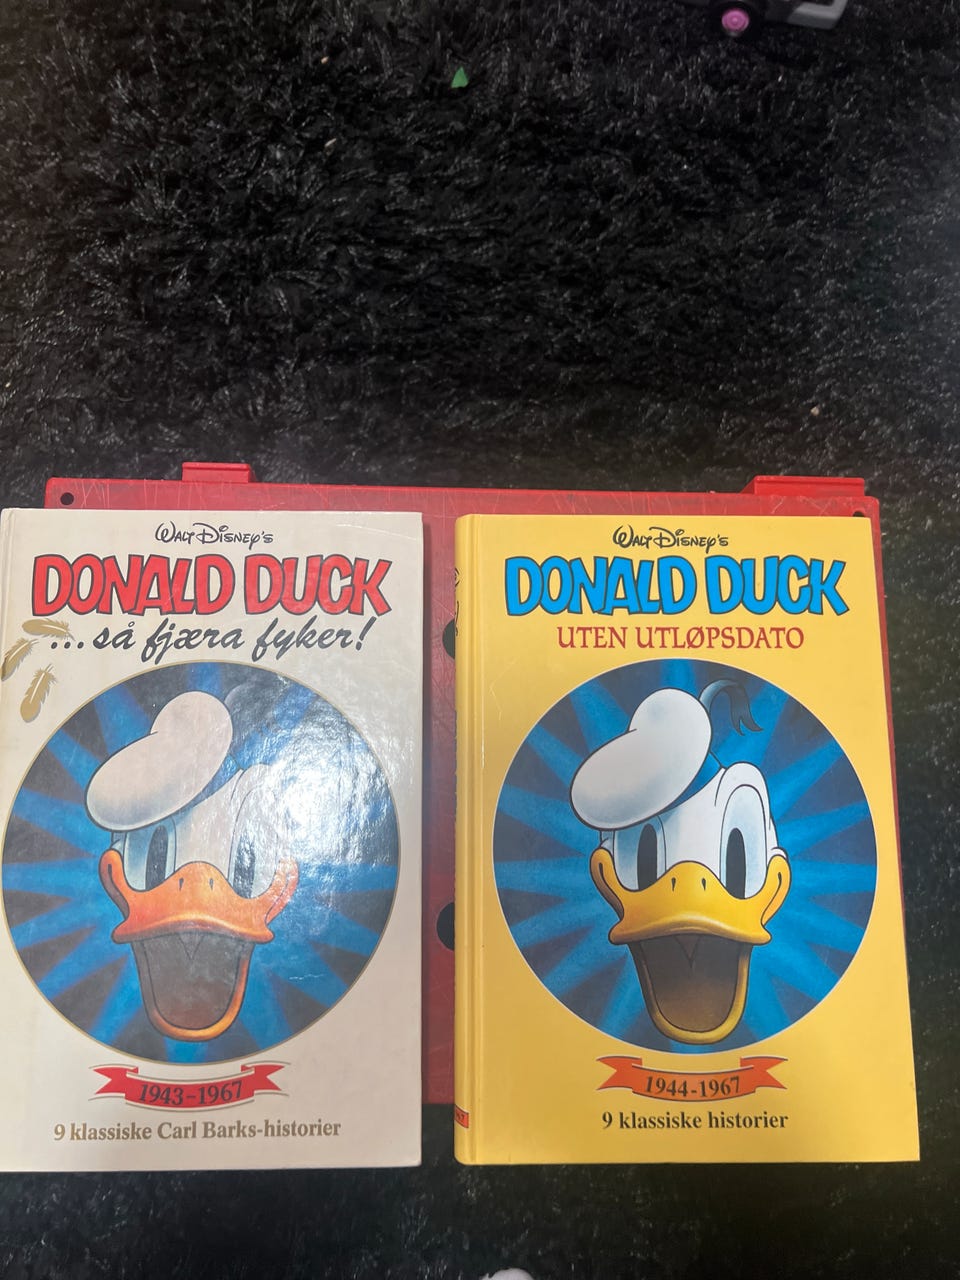 WALT DISNEY'S
DONALD DUCK
...så fjæra fyker!
1943-1967
9 klassiske Carl Barks-historier
WALT DISNEY'S
DONALD DUCK
UTEN UTLØPSDATO
1944-1967
9 klassiske historier